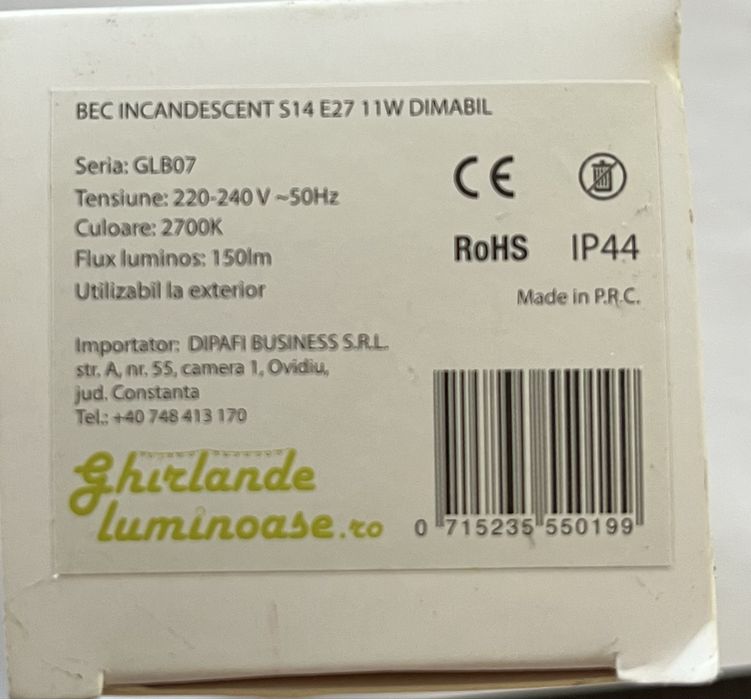 BEC INCANDESCENT S14 E27 11W DIMABIL
Seria: GLB07
Tensiune: 220-240 V ~50Hz
Culoare: 2700K
Flux luminos: 150lm
Utilizabil la exterior
CE
RoHS IP44
Made in P.R.C.
Importator: DIPAFI BUSINESS S.R.L.
str. A, nr. 55, camera 1, Ovidiu,
jud. Constanta
Tel.: +40 748 413 170
Ghirlande
luminoase.ro
0 715235 550199